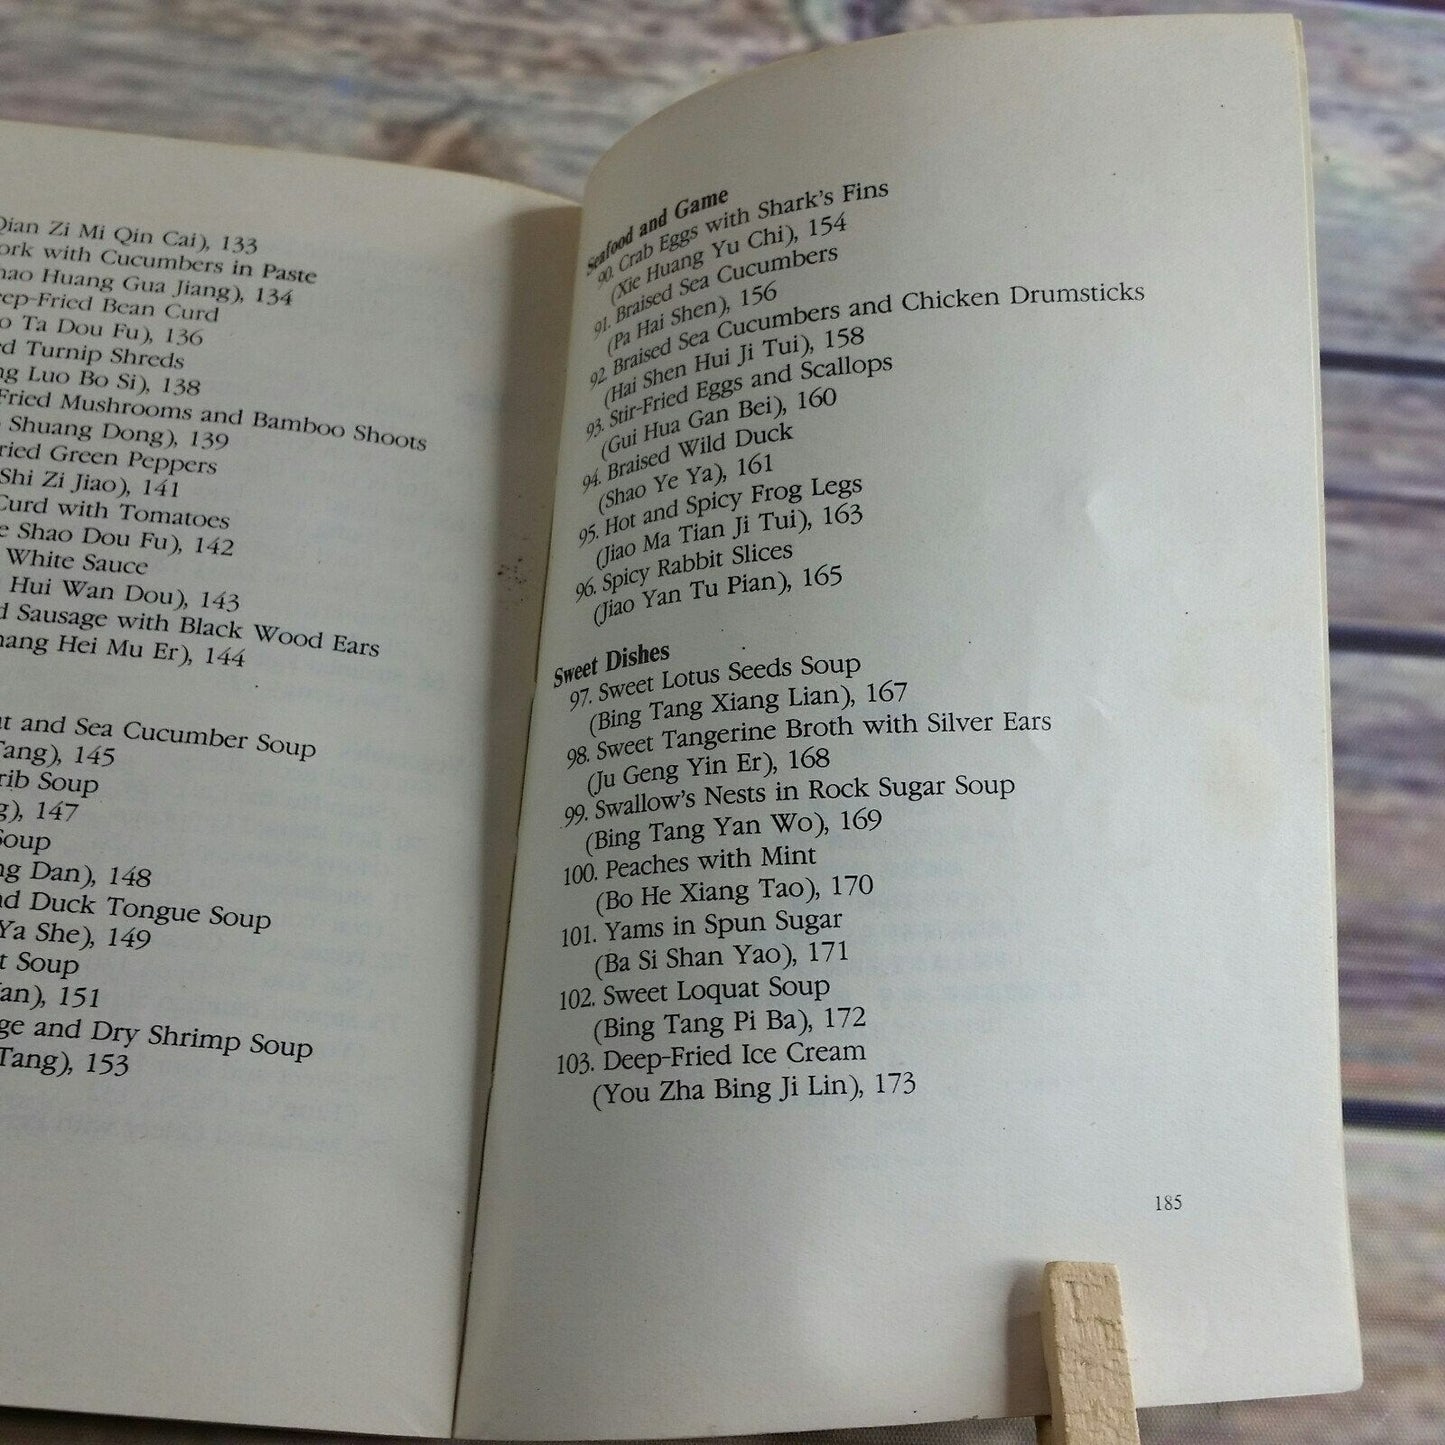 Qian Zi Mi Qin Cai), 133
with Cucumbers in Paste
Huang Gua Jiang), 134
Fried Bean Curd
Ta Dou Fu), 136
Turnip Shreds
Luo Bo Si), 138
Fried Mushrooms and Bamboo Shoots
Shuang Dong), 139
Green Peppers
Shi Zi Jiao), 141
Curd with Tomatoes
Shao Dou Fu), 142
White Sauce
Hui Wan Dou), 143
Sausage with Black Wood Ears
Hei Mu Er), 144
and Sea Cucumber Soup
Tang), 145
Soup
147
Soup
Dan), 148
Duck Tongue Soup
Ya She), 149
Soup
151
and Dry Shrimp Soup
Tang), 153
Seafood and Game
90. Crab Eggs with Shark's Fins
(Xie Huang Yu Chi), 154
91. Braised Sea Cucumbers
(Pa Hai Shen), 156
92. Braised Sea Cucumbers and Chicken Drumsticks
(Hai Shen Hui Ji Tui), 158
93. Stir-Fried Eggs and Scallops
(Gui Hua Gan Bei), 160
94. Braised Wild Duck
(Shao Ye Ya), 161
95. Hot and Spicy Frog Legs
(Jiao Ma Tian Ji Tui), 163
96. Spicy Rabbit Slices
(Jiao Yan Tu Pian), 165
Sweet Dishes
97. Sweet Lotus Seeds Soup
(Bing Tang Xiang Lian), 167
98. Sweet Tangerine Broth with Silver Ears
(Ju Geng Yin Er), 168
99. Swallow's Nests in Rock Sugar Soup
(Bing Tang Yan Wo), 169
100. Peaches with Mint
(Bo He Xiang Tao), 170
101. Yams in Spun Sugar
(Ba Si Shan Yao), 171
102. Sweet Loquat Soup
(Bing Tang Pi Ba), 172
103. Deep-Fried Ice Cream
(You Zha Bing Ji Lin), 173
185